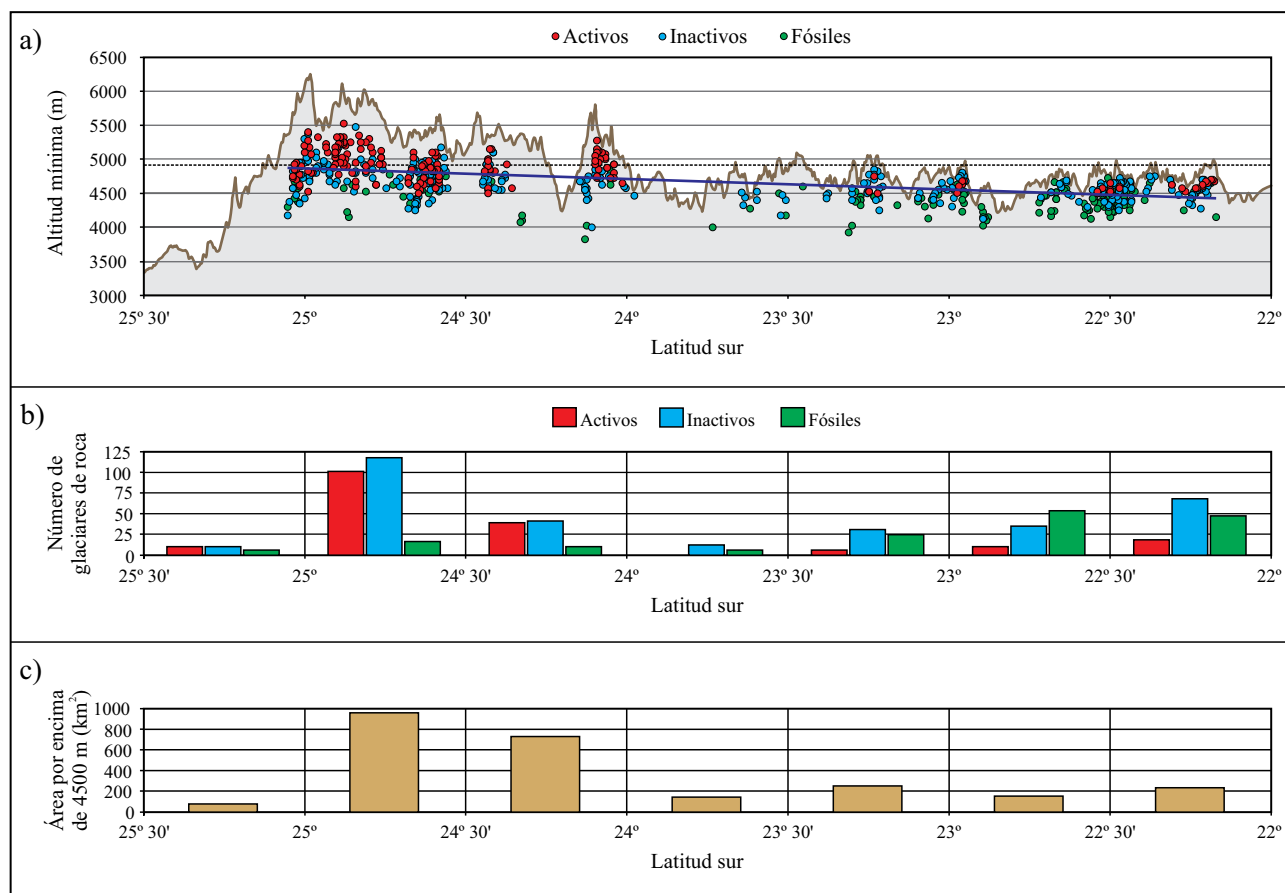 a)
Activos Inactivos Fósiles
Altitud mínima (m)
6500
6000
5500
5000
4500
4000
3500
3000
25º 30' 25º 24º 30' 24º 23º 30' 23º 22º 30' 22º
Latitud sur
b)
Activos Inactivos Fósiles
Número de
glaciares de roca
125
100
75
50
25
0
25º 30' 25º 24º 30' 24º 23º 30' 23º 22º 30' 22º
Latitud sur
c)
Área por encima
de 4500 m (km²)
1000
800
600
400
200
0
25º 30' 25º 24º 30' 24º 23º 30' 23º 22º 30' 22º
Latitud sur